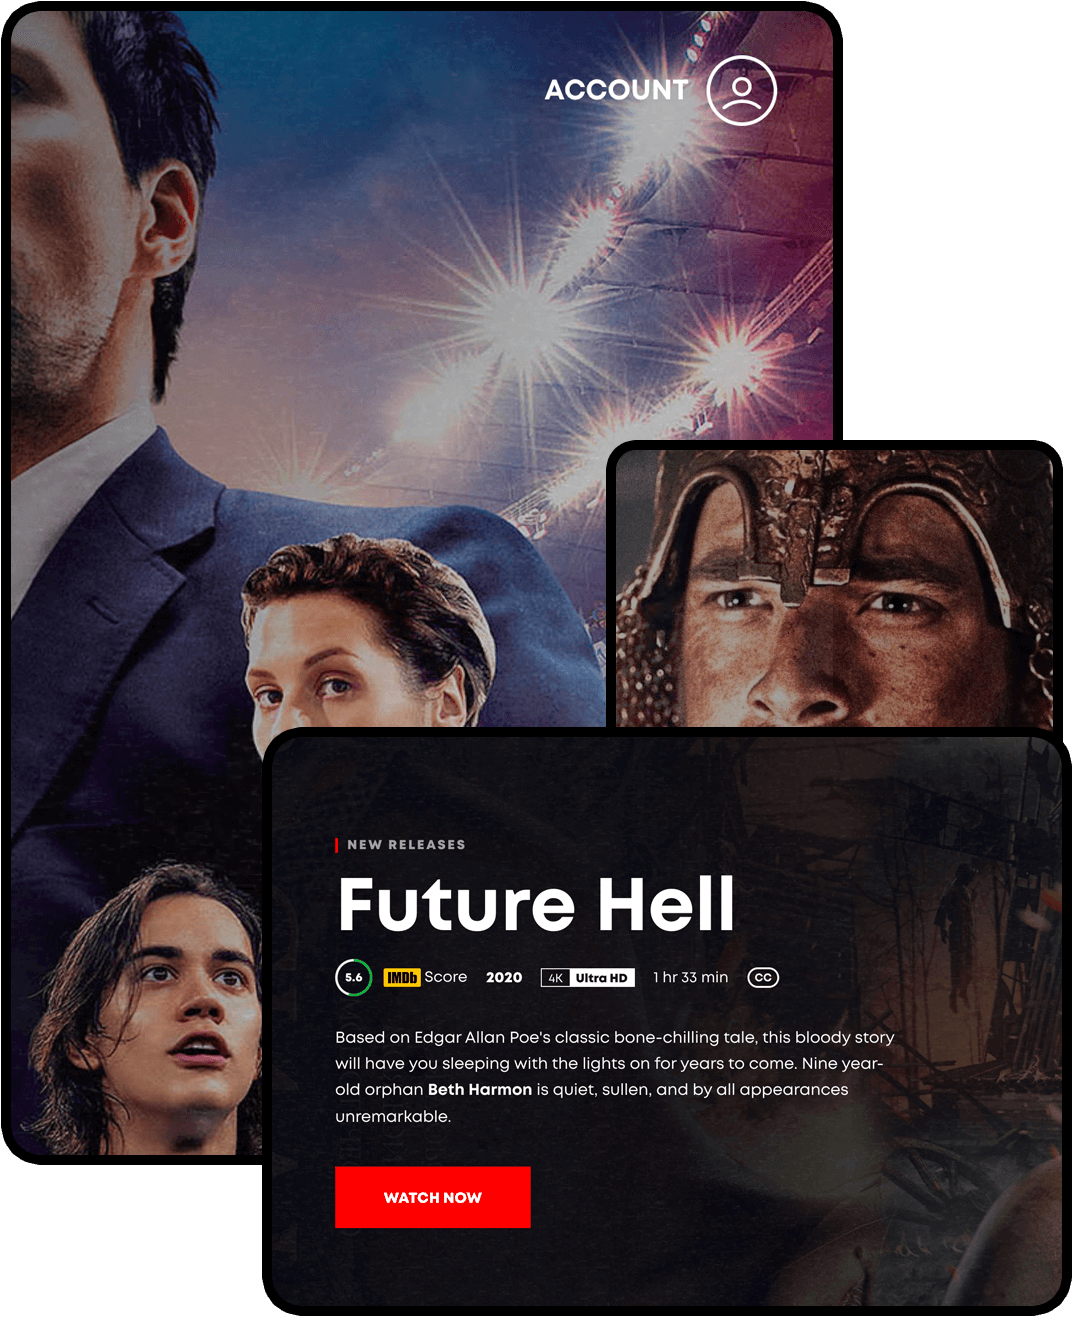 ACCOUNT
NEW RELEASES
Future Hell
5.6 IMDb Score 2020 4K Ultra HD 1 hr 33 min CC
Based on Edgar Allan Poe's classic bone-chilling tale, this bloody story
will have you sleeping with the lights on for years to come. Nine year-
old orphan Beth Harmon is quiet, sullen, and by all appearances
unremarkable.
WATCH NOW